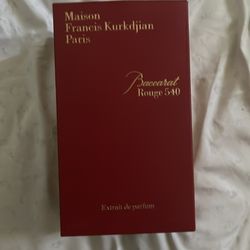 Maison
Francis Kurkdjian
Paris
Baccarat
Rouge 540
Extrait de parfum